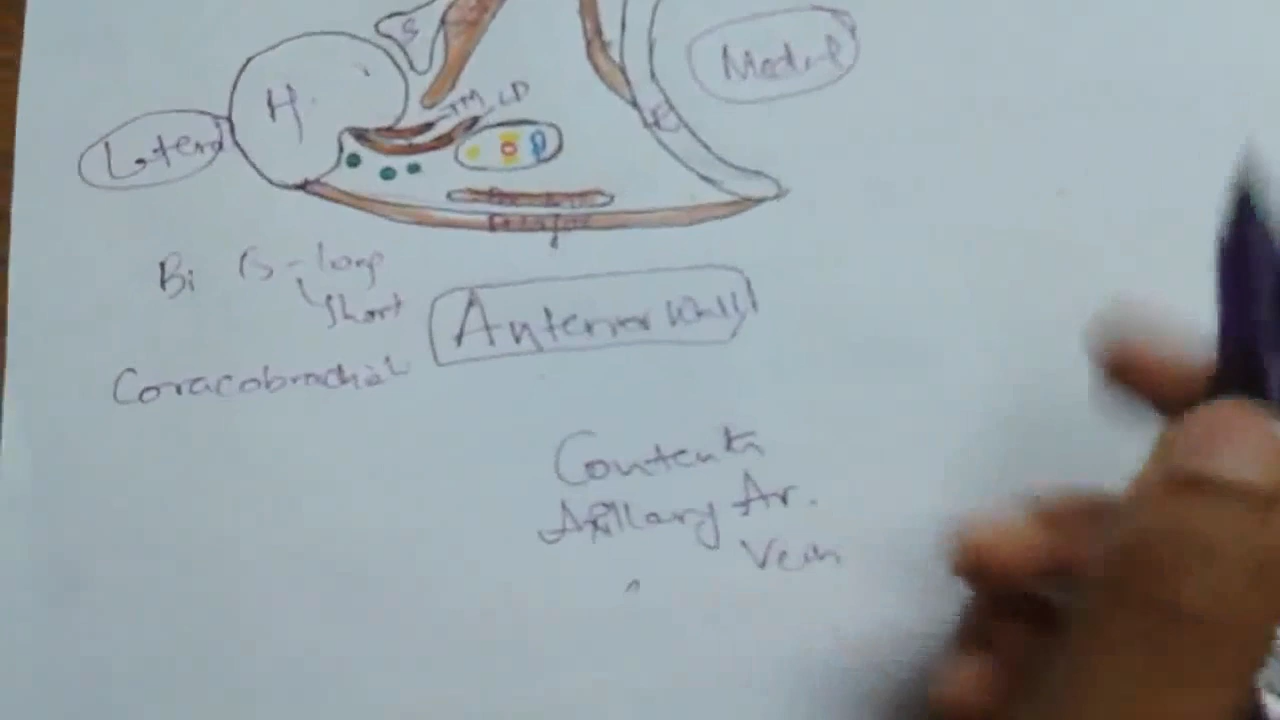 S
Medial
H
TM LD
Lateral
R
Bi B-long
Short
Anterior Wall
Coracobrachial
Contents
Axillary Ar.
Vein